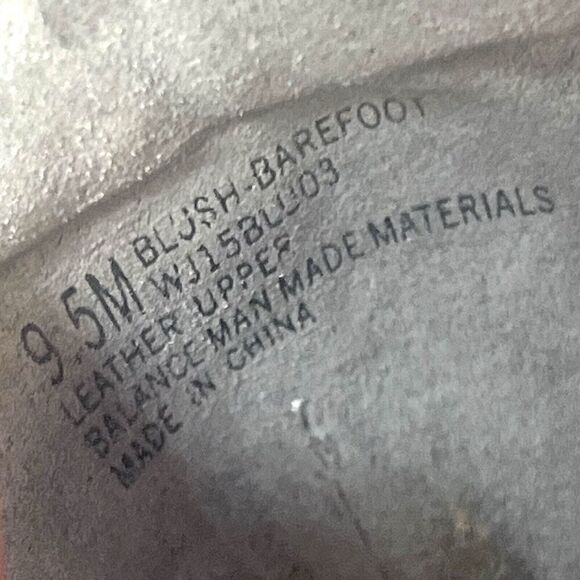 9.5M BLUSH-BAREFOOT
WJ15BLU03
LEATHER UPPER
BALANCE MAN MADE MATERIALS
MADE IN CHINA